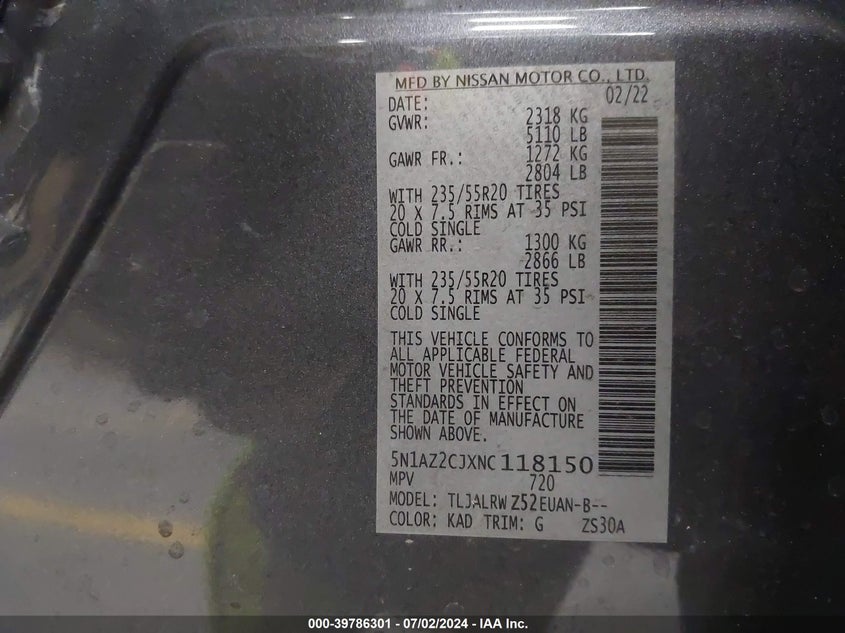 MFD BY NISSAN MOTOR CO., LTD.
DATE: 02/22
GVWR: 2318 KG
5110 LB
GAWR FR.: 1272 KG
2804 LB
WITH 235/55R20 TIRES
20 X 7.5 RIMS AT 35 PSI
COLD SINGLE
GAWR RR.: 1300 KG
2866 LB
WITH 235/55R20 TIRES
20 X 7.5 RIMS AT 35 PSI
COLD SINGLE
THIS VEHICLE CONFORMS TO
ALL APPLICABLE FEDERAL
MOTOR VEHICLE SAFETY AND
THEFT PREVENTION
STANDARDS IN EFFECT ON
THE DATE OF MANUFACTURE
SHOWN ABOVE.
5N1AZ2CJXNC118150
MPV 720
MODEL: TLJALRW Z52EUAN-B--
COLOR: KAD TRIM: G ZS30A
000-39786301 - 07/02/2024 - IAA Inc.